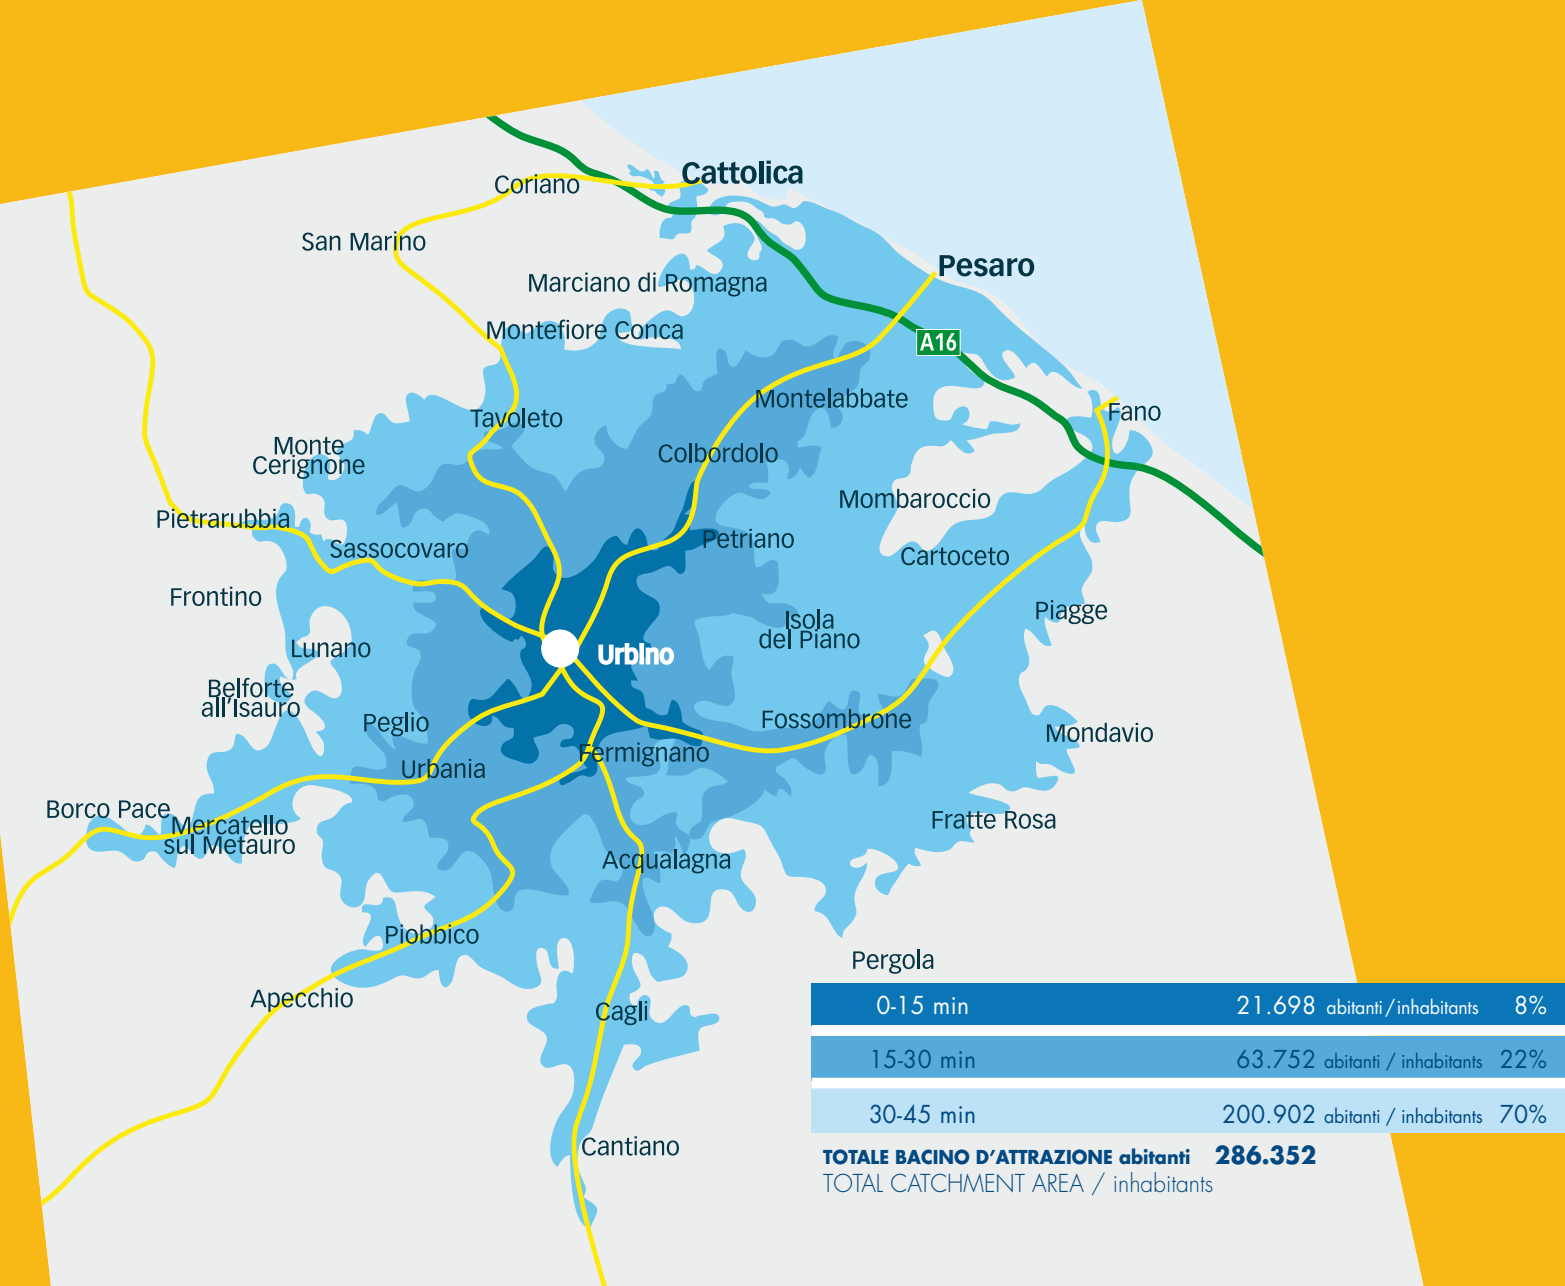 Cattolica
Coriano
San Marino
Pesaro
Marciano di Romagna
Montefiore Conca
A16
Montelabbate
Fano
Tavoleto
Monte
Cerignone
Colbordolo
Mombaroccio
Pietrarubbia
Petriano
Sassocovaro
Cartoceto
Frontino
Piagge
Isola
del Piano
Lunano
Urbino
Belforte
all'Isauro
Peglio
Fossombrone
Mondavio
Fermignano
Urbania
Borco Pace
Mercatello
sul Metauro
Fratte Rosa
Acqualagna
Piobbico
Pergola
Apecchio
Cagli
0-15 min 21.698 abitanti / inhabitants 8%
15-30 min 63.752 abitanti / inhabitants 22%
30-45 min 200.902 abitanti / inhabitants 70%
Cantiano
TOTALE BACINO D'ATTRAZIONE abitanti 286.352
TOTAL CATCHMENT AREA / inhabitants